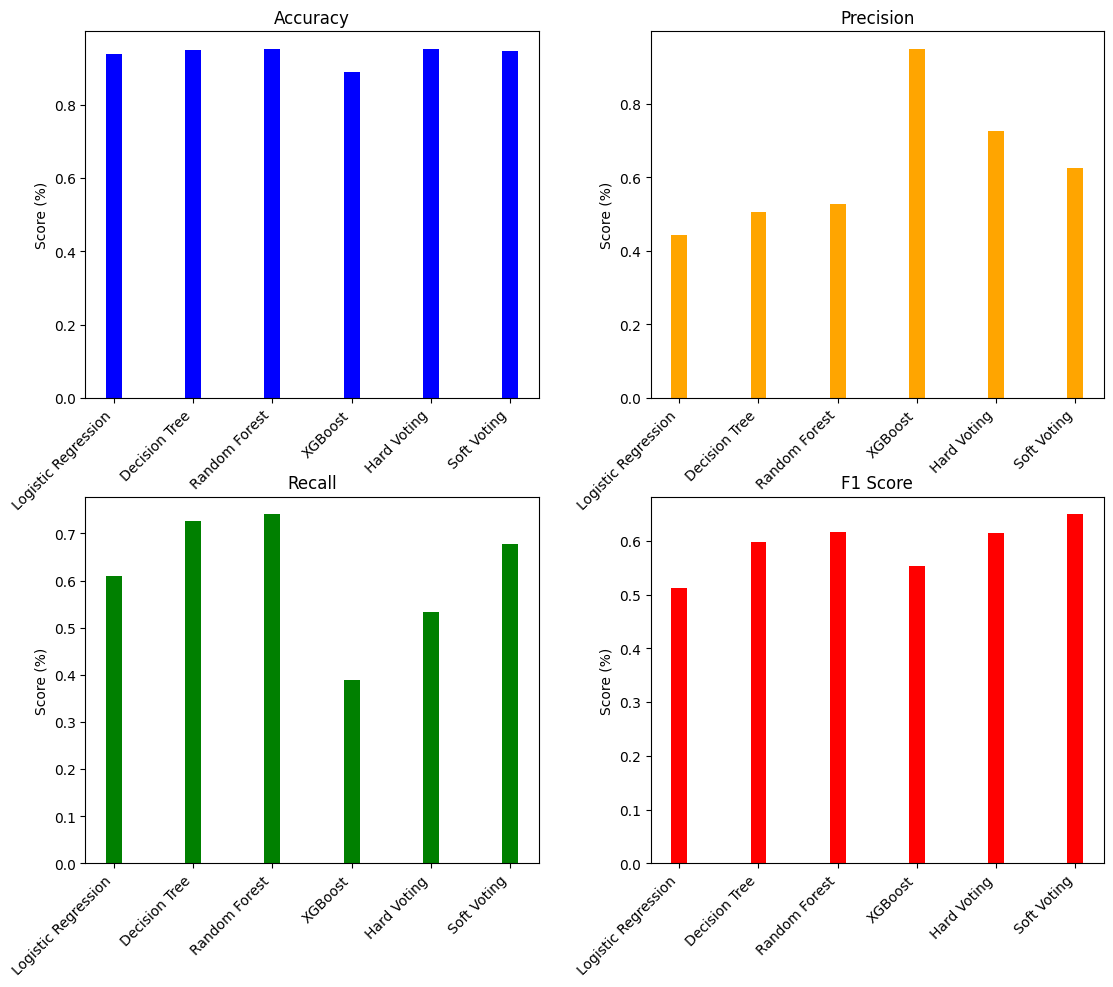 Accuracy
Score (%)
0.8
0.6
0.4
0.2
0.0
Logistic Regression
Decision Tree
Random Forest
XGBoost
Hard Voting
Soft Voting
Precision
Score (%)
0.8
0.6
0.4
0.2
0.0
Logistic Regression
Decision Tree
Random Forest
XGBoost
Hard Voting
Soft Voting
Recall
Score (%)
0.7
0.6
0.5
0.4
0.3
0.2
0.1
0.0
Logistic Regression
Decision Tree
Random Forest
XGBoost
Hard Voting
Soft Voting
F1 Score
Score (%)
0.6
0.5
0.4
0.3
0.2
0.1
0.0
Logistic Regression
Decision Tree
Random Forest
XGBoost
Hard Voting
Soft Voting